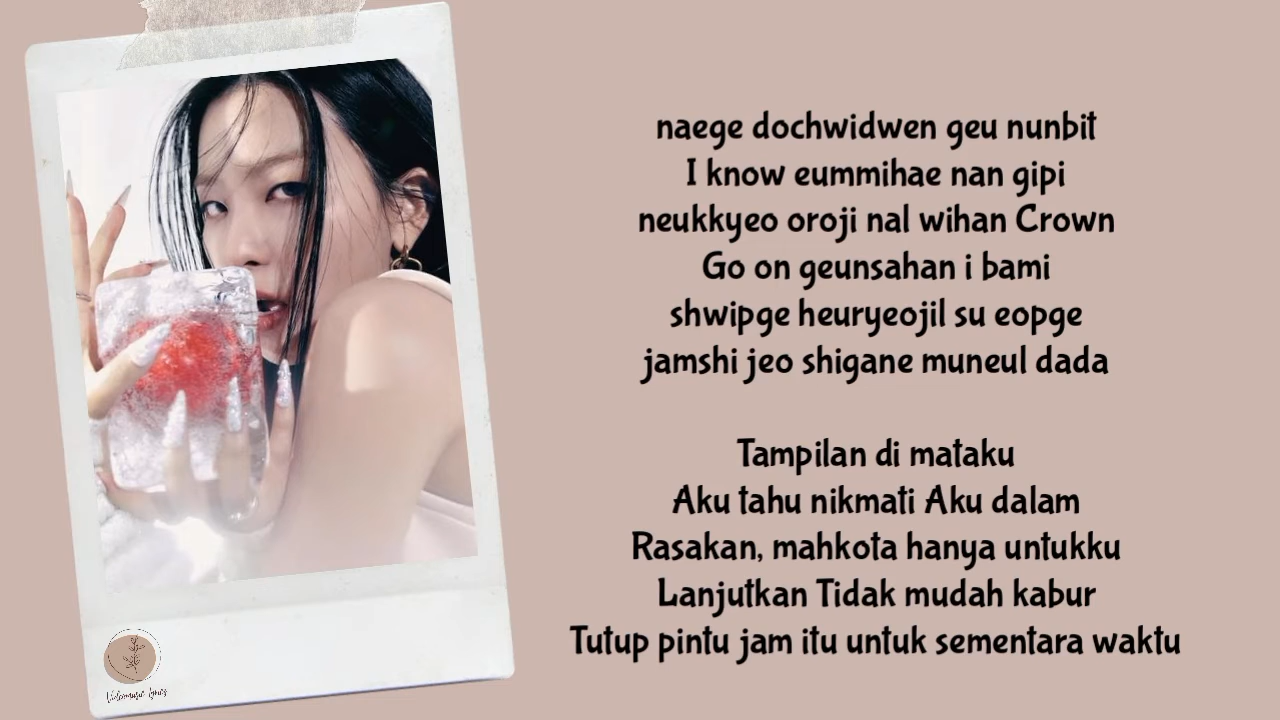 naege dochwidwen geu nunbit
I know eummihae nan gipi
neukkyeo oroji nal wihan Crown
Go on geunsahan i bami
shwipge heuryeojil su eopge
jamshi jeo shigane muneul dada
Tampilan di mataku
Aku tahu nikmati Aku dalam
Rasakan, mahkota hanya untukku
Lanjutkan Tidak mudah kabur
Tutup pintu jam itu untuk sementara waktu